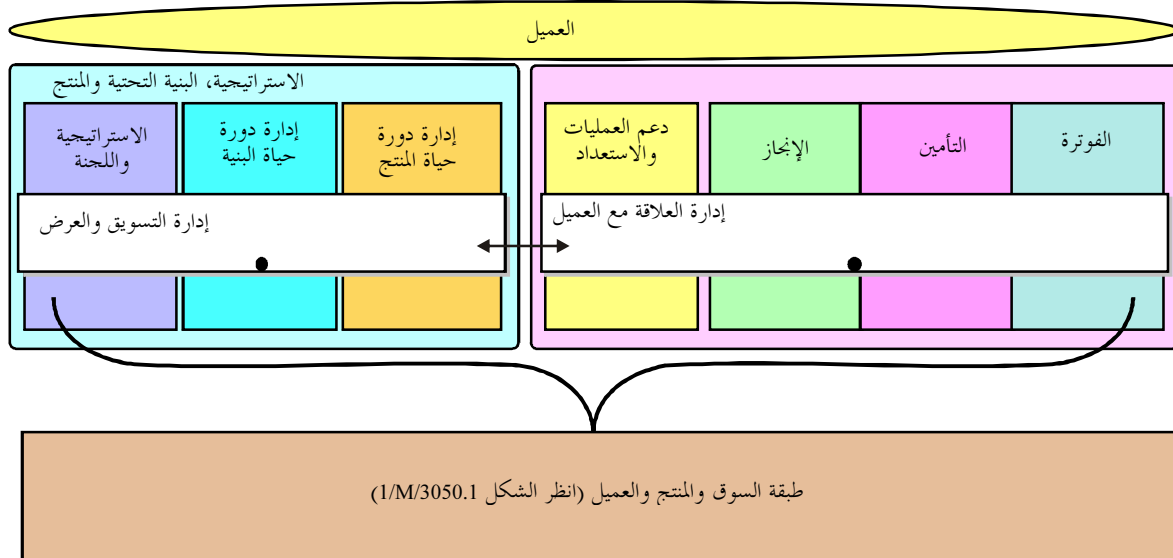 العميل
الاستراتيجية، البنية التحتية والمنتج
الفوترة
التأمين
الإنجاز
دعم العمليات
والاستعداد
إدارة دورة
حياة المنتج
إدارة دورة
حياة البنية
الاستراتيجية
واللجنة
إدارة العلاقة مع العميل
إدارة التسويق والعرض
طبقة السوق والمنتج والعميل (انظر الشكل 1/M/3050.1)